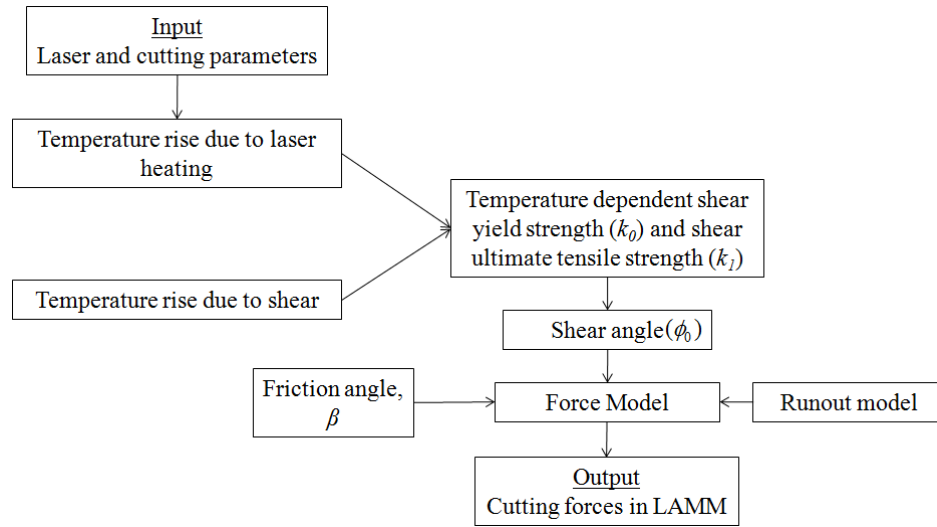 Input
Laser and cutting parameters
Temperature rise due to laser
heating
Temperature dependent shear
yield strength (k₀) and shear
ultimate tensile strength (k₁)
Temperature rise due to shear
Shear angle(ϕ₀)
Friction angle,
β
Force Model
Runout model
Output
Cutting forces in LAMM